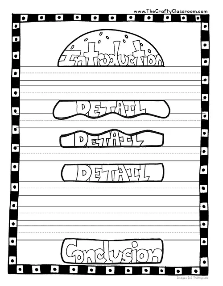 www.TheCraftyClassroom.com
Introduction
DETAIL
DETAIL
DETAIL
Conclusion